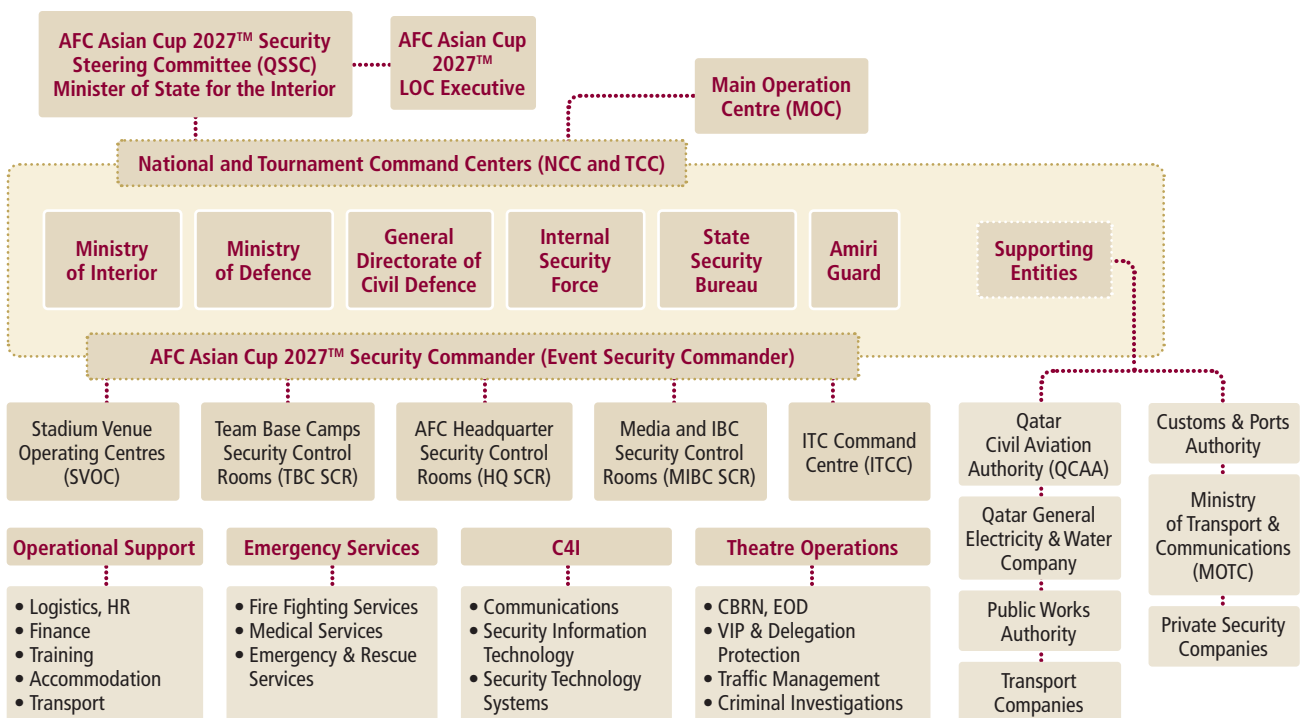 AFC Asian Cup 2027™ Security
Steering Committee (QSSC)
Minister of State for the Interior
AFC Asian Cup
2027™
LOC Executive
Main Operation
Centre (MOC)
National and Tournament Command Centers (NCC and TCC)
Ministry
of Interior
Ministry
of Defence
General
Directorate of
Civil Defence
Internal
Security
Force
State
Security
Bureau
Amiri
Guard
Supporting
Entities
AFC Asian Cup 2027™ Security Commander (Event Security Commander)
Stadium Venue
Operating Centres
(SVOC)
Team Base Camps
Security Control
Rooms (TBC SCR)
AFC Headquarter
Security Control
Rooms (HQ SCR)
Media and IBC
Security Control
Rooms (MIBC SCR)
ITC Command
Centre (ITCC)
Qatar
Civil Aviation
Authority (QCAA)
Customs & Ports
Authority
Qatar General
Electricity & Water
Company
Ministry
of Transport &
Communications
(MOTC)
Public Works
Authority
Private Security
Companies
Transport
Companies
Operational Support
• Logistics, HR
• Finance
• Training
• Accommodation
• Transport
Emergency Services
• Fire Fighting Services
• Medical Services
• Emergency & Rescue
Services
C4I
• Communications
• Security Information
Technology
• Security Technology
Systems
Theatre Operations
• CBRN, EOD
• VIP & Delegation
Protection
• Traffic Management
• Criminal Investigations